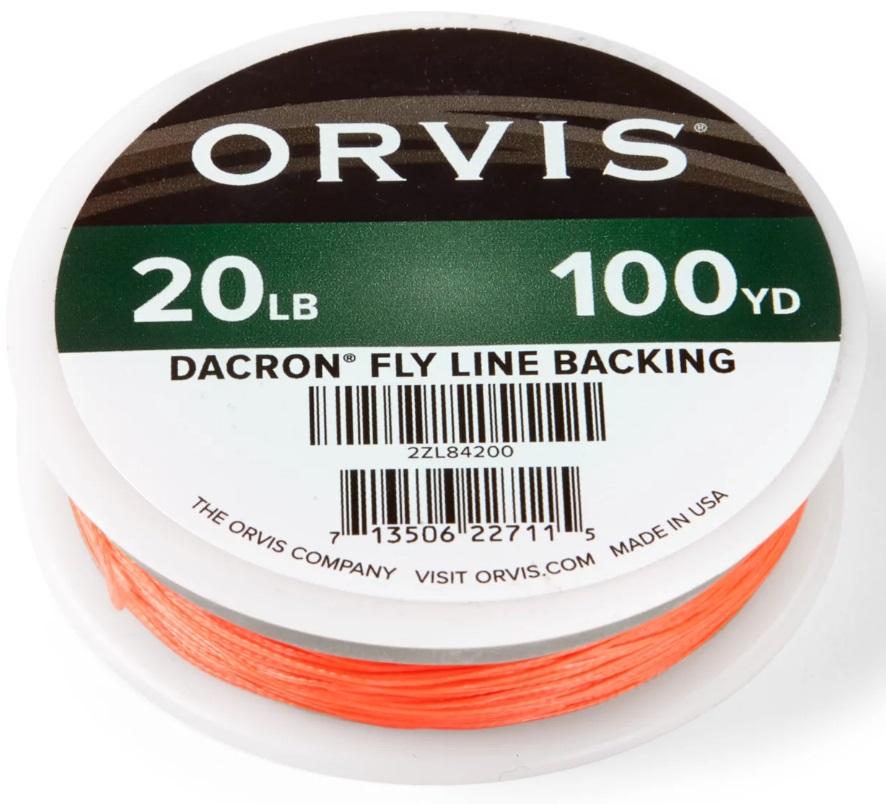 ORVIS®
20LB 100YD
DACRON® FLY LINE BACKING
2ZL84200
7 13506 22711 5
THE ORVIS COMPANY VISIT ORVIS.COM MADE IN USA